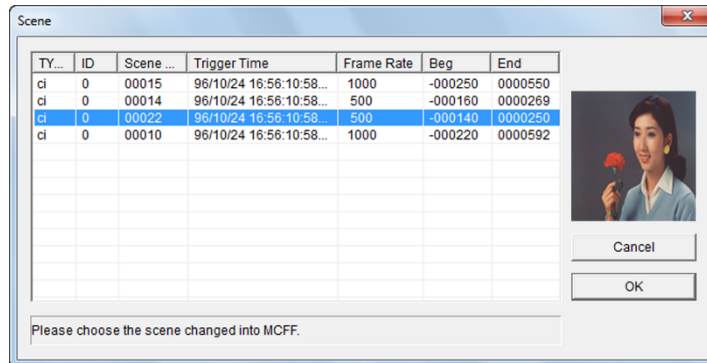 Scene
TY... ID Scene ... Trigger Time Frame Rate Beg End
ci 0 00015 96/10/24 16:56:10:58... 1000 -000250 0000550
ci 0 00014 96/10/24 16:56:10:58... 500 -000160 0000269
ci 0 00022 96/10/24 16:56:10:58... 500 -000140 0000250
ci 0 00010 96/10/24 16:56:10:58... 1000 -000220 0000592
Cancel
OK
Please choose the scene changed into MCFF.